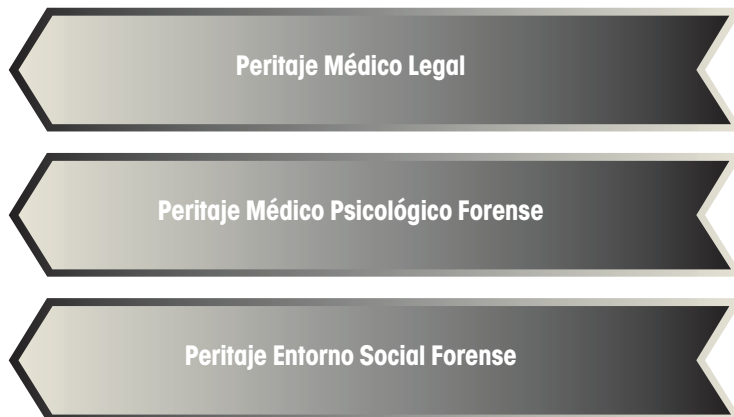 Peritaje Médico Legal
Peritaje Médico Psicológico Forense
Peritaje Entorno Social Forense